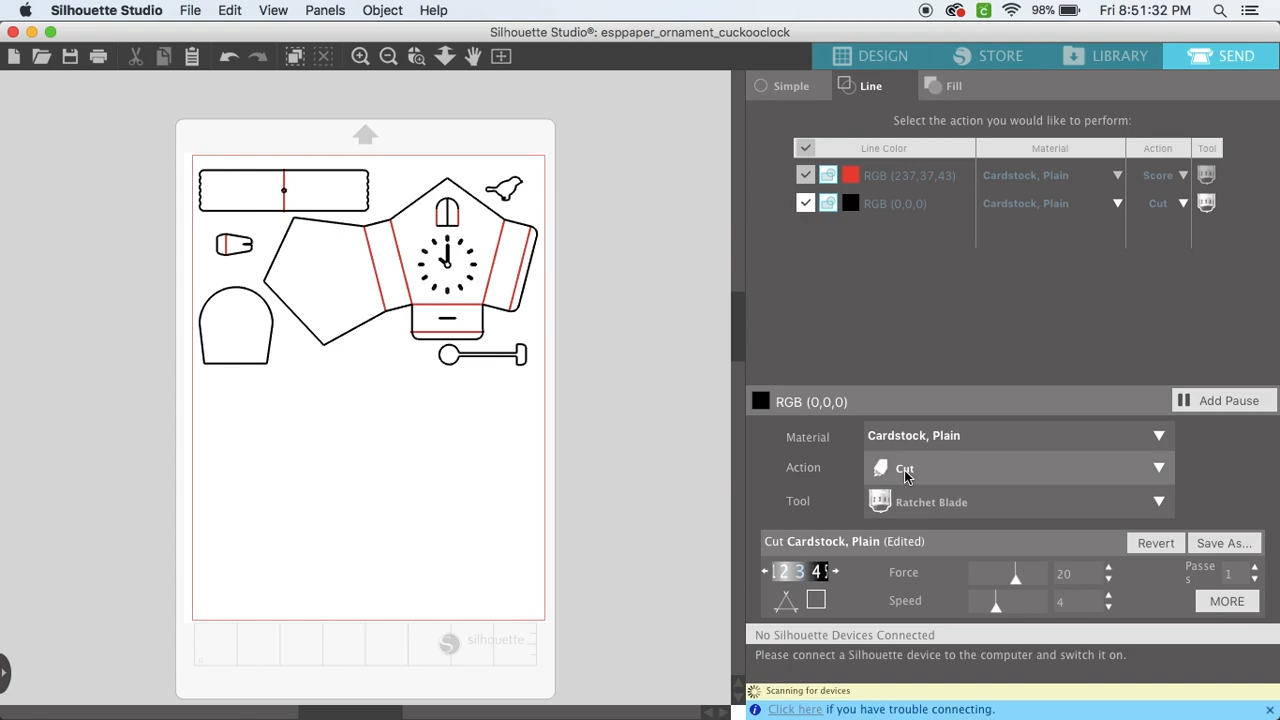 Silhouette Studio File Edit View Panels Object Help 98% Fri 8:51:32 PM
Silhouette Studio®: esppaper_ornament_cuckooclock
DESIGN STORE LIBRARY SEND
Simple Line Fill
Select the action you would like to perform:
Line Color Material Action Tool
RGB (237,37,43) Cardstock, Plain Score
RGB (0,0,0) Cardstock, Plain Cut
RGB (0,0,0) Add Pause
Material Cardstock, Plain
Action Cut
Tool Ratchet Blade
Cut Cardstock, Plain (Edited) Revert Save As...
2 3 4 Force 20 Passe
s 1
Speed 4 MORE
No Silhouette Devices Connected
Please connect a Silhouette device to the computer and switch it on.
Scanning for devices
Click here if you have trouble connecting.
silhouette